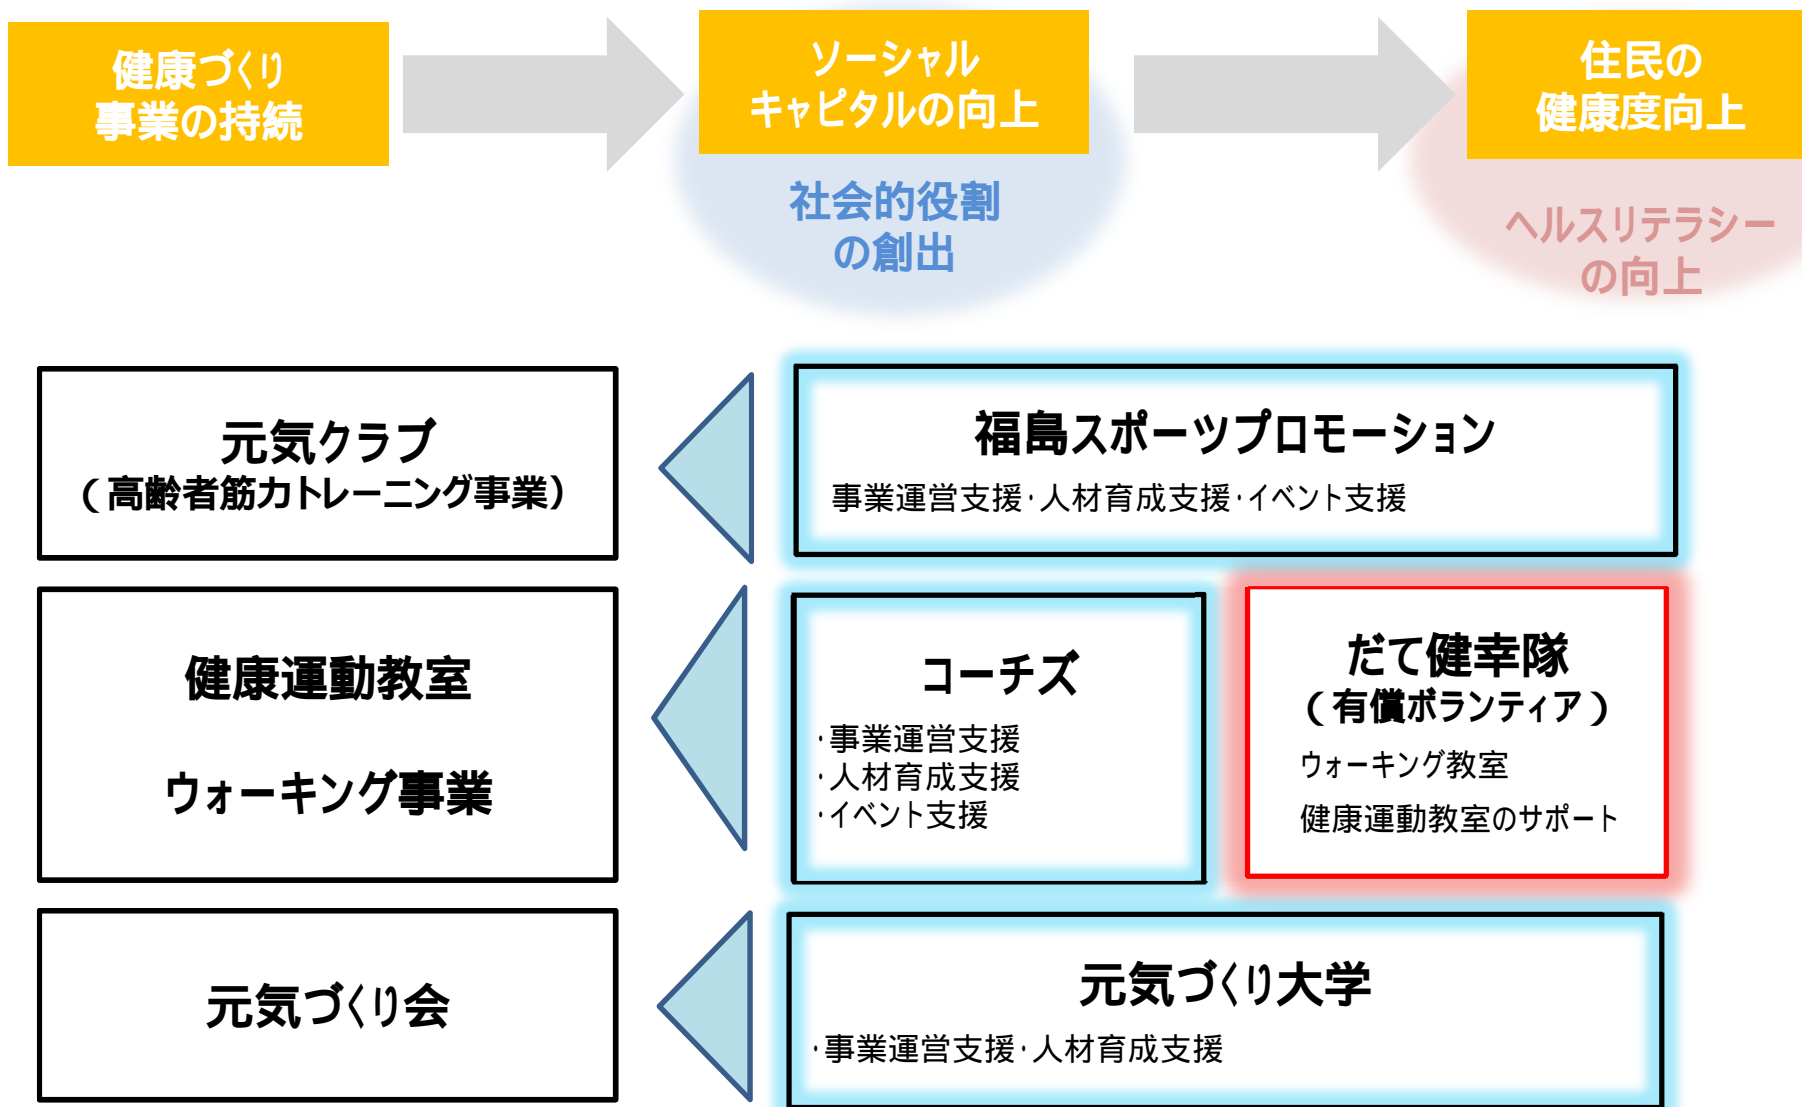 健康づくり
事業の持続
ソーシャル
キャピタルの向上
住民の
健康度向上
社会的役割
の創出
ヘルスリテラシー
の向上
元気クラブ
（高齢者筋力トレーニング事業）
福島スポーツプロモーション
事業運営支援・人材育成支援・イベント支援
健康運動教室
ウォーキング事業
コーチズ
・事業運営支援
・人材育成支援
・イベント支援
だて健幸隊
（有償ボランティア）
ウォーキング教室
健康運動教室のサポート
元気づくり会
元気づくり大学
・事業運営支援・人材育成支援